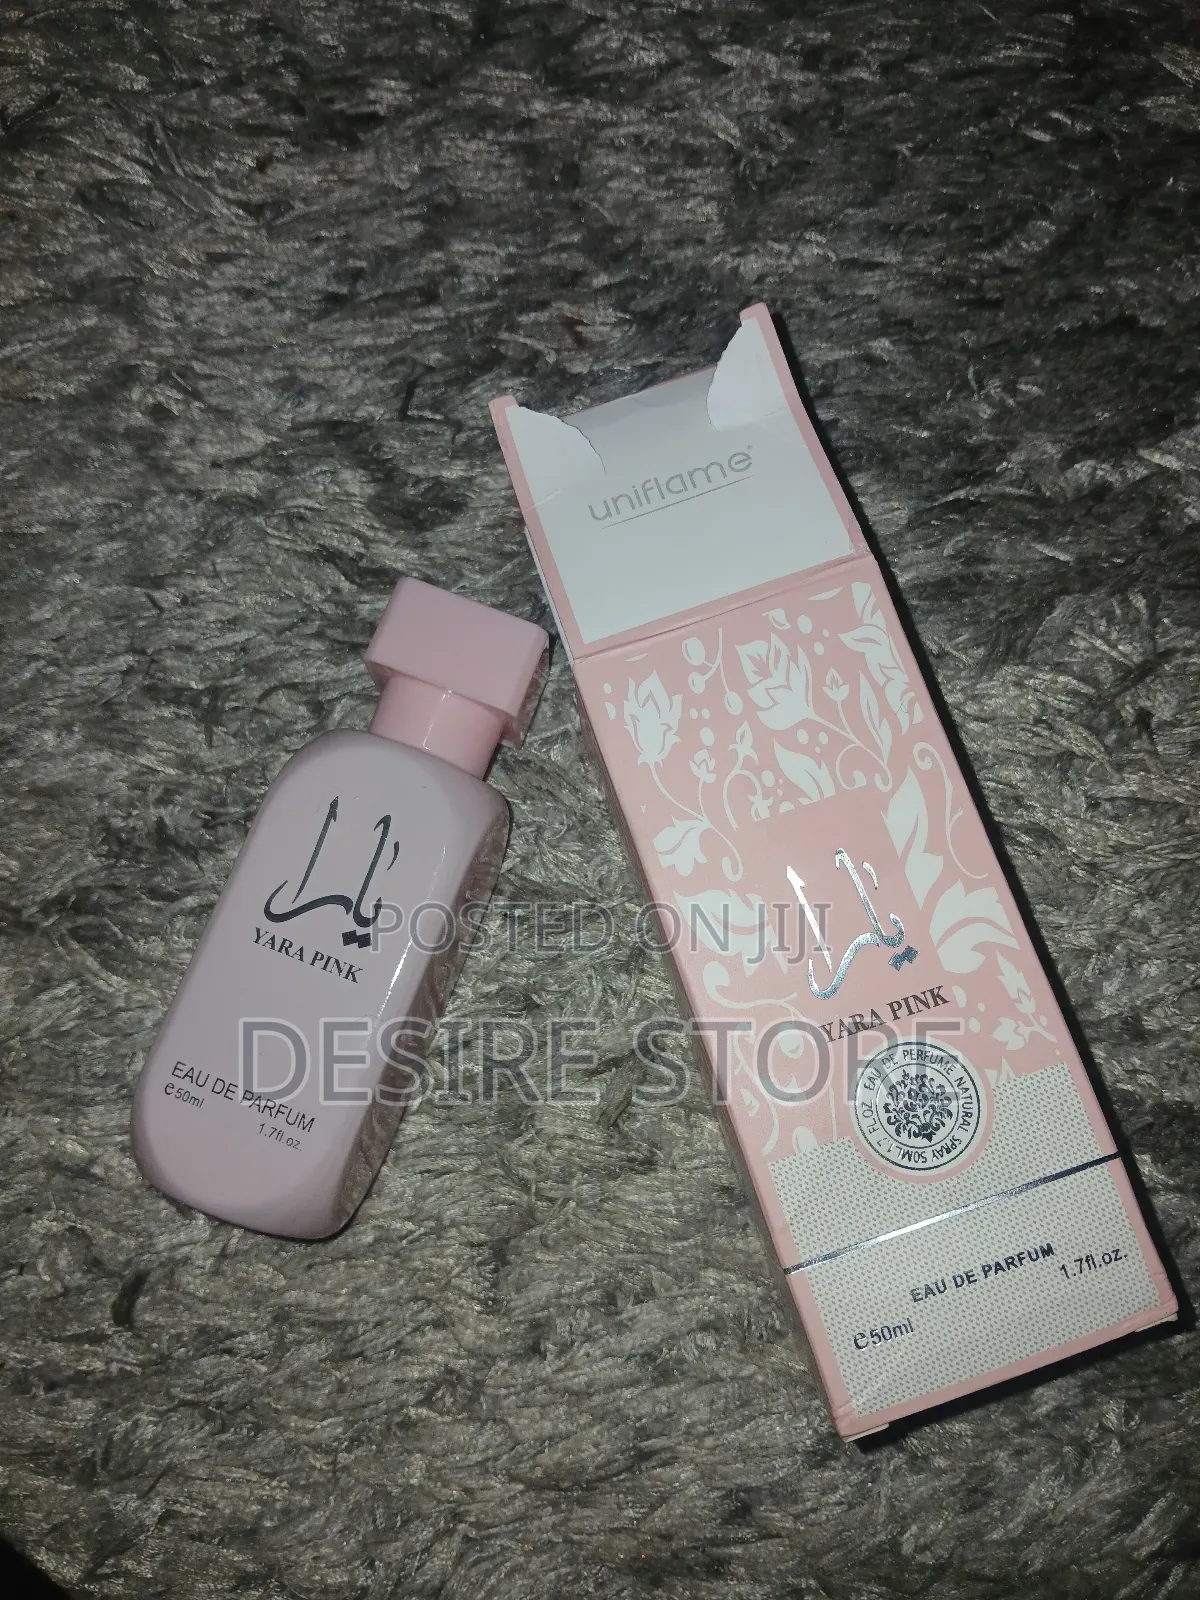 uniflame
يارا
YARA PINK
EAU DE PARFUM
e50ml
1.7fl.oz.
يارا
YARA PINK
EAU DE PERFUME NATURAL SPRAY 50ML 1.7 FL.OZ.
EAU DE PARFUM
1.7fl.oz.
e50ml
POSTED ON JIJI
DESIRE STORE